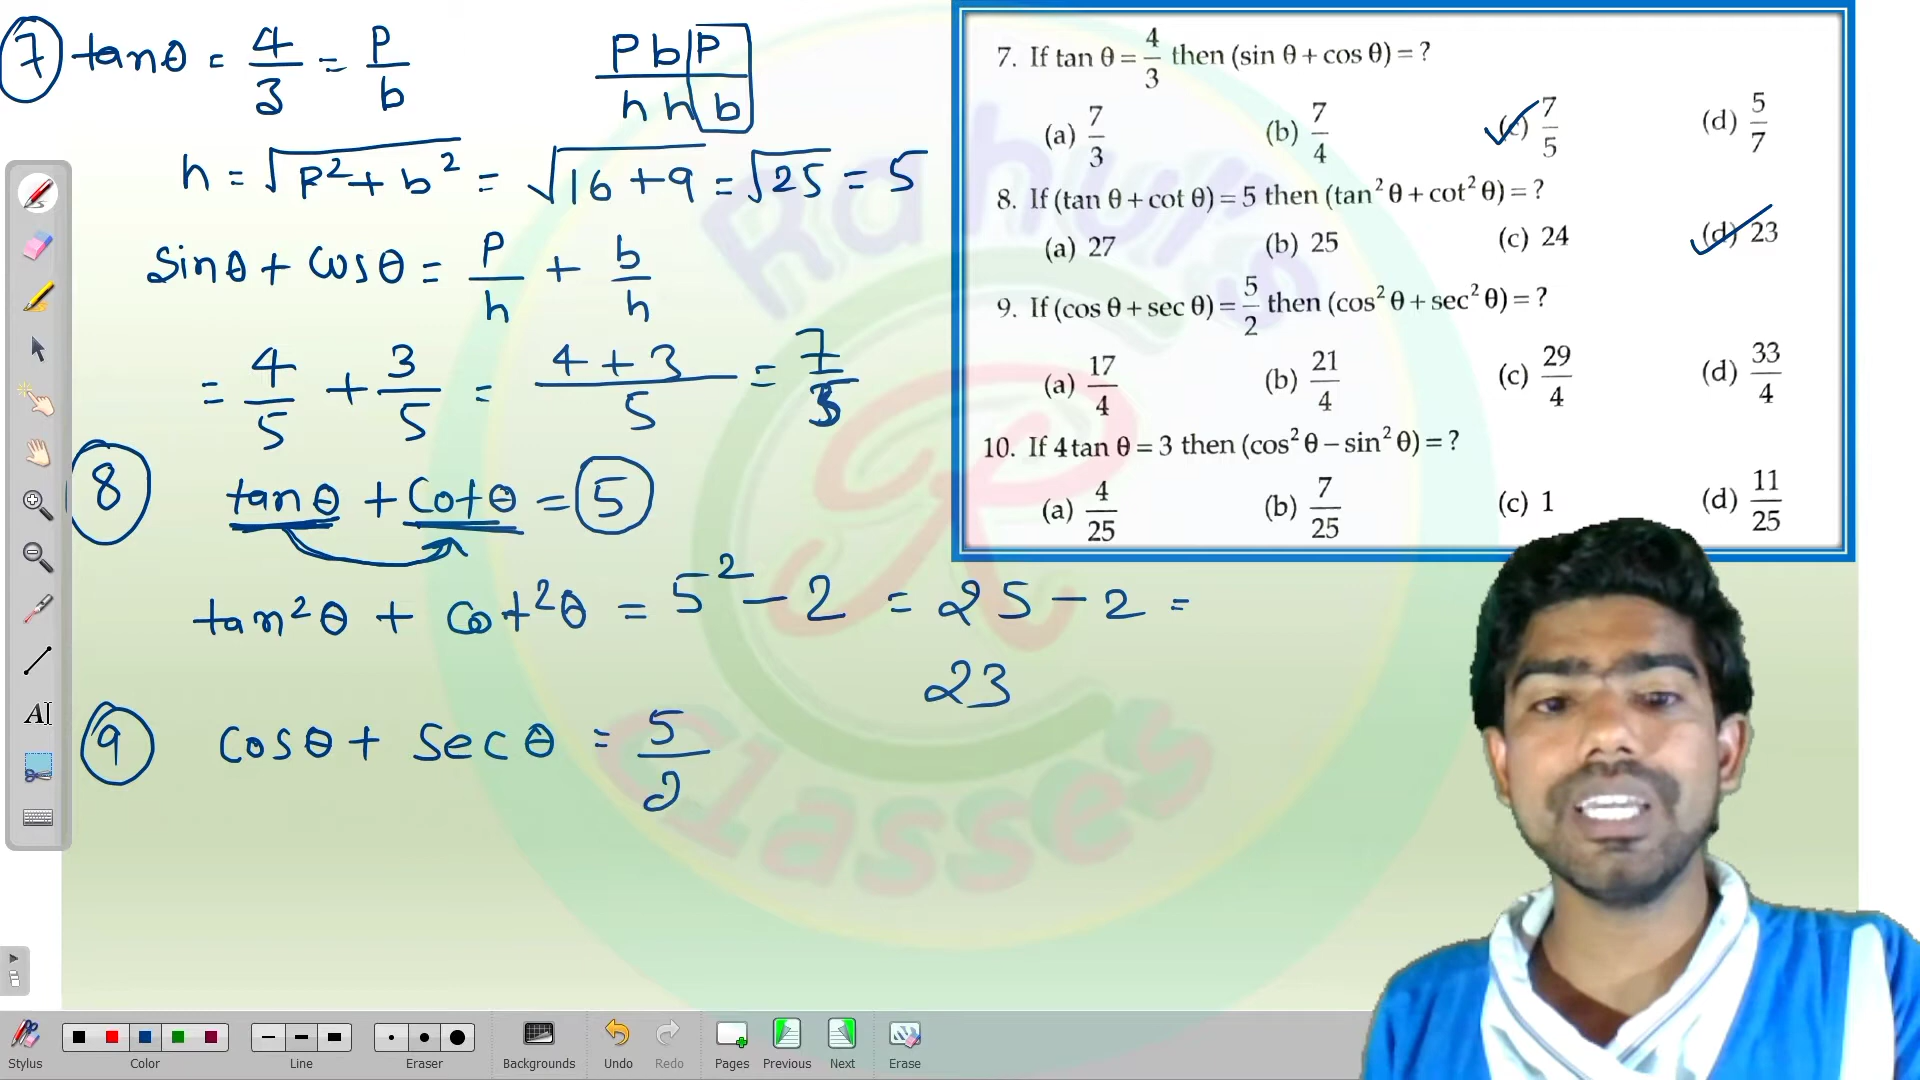 7 tanθ = 4/3 = P/b
P b P
h h b
h = √P² + b² = √16 + 9 = √25 = 5
sinθ + cosθ = P/h + b/h
= 4/5 + 3/5 = 4 + 3/5 = 7/5
8 tanθ + Cotθ = 5
tan²θ + Cot²θ = 5² - 2 = 25 - 2 =
23
9 cosθ + Secθ = 5/2
7. If tan θ = 4/3 then (sin θ + cos θ) = ?
(a) 7/3 (b) 7/4 (c) 7/5 (d) 5/7
8. If (tan θ + cot θ) = 5 then (tan² θ + cot² θ) = ?
(a) 27 (b) 25 (c) 24 (d) 23
9. If (cos θ + sec θ) = 5/2 then (cos² θ + sec² θ) = ?
(a) 17/4 (b) 21/4 (c) 29/4 (d) 33/4
10. If 4 tan θ = 3 then (cos² θ – sin² θ) = ?
(a) 4/25 (b) 7/25 (c) 1 (d) 11/25
Classes
Stylus Color Line Eraser Backgrounds Undo Redo Pages Previous Next Erase